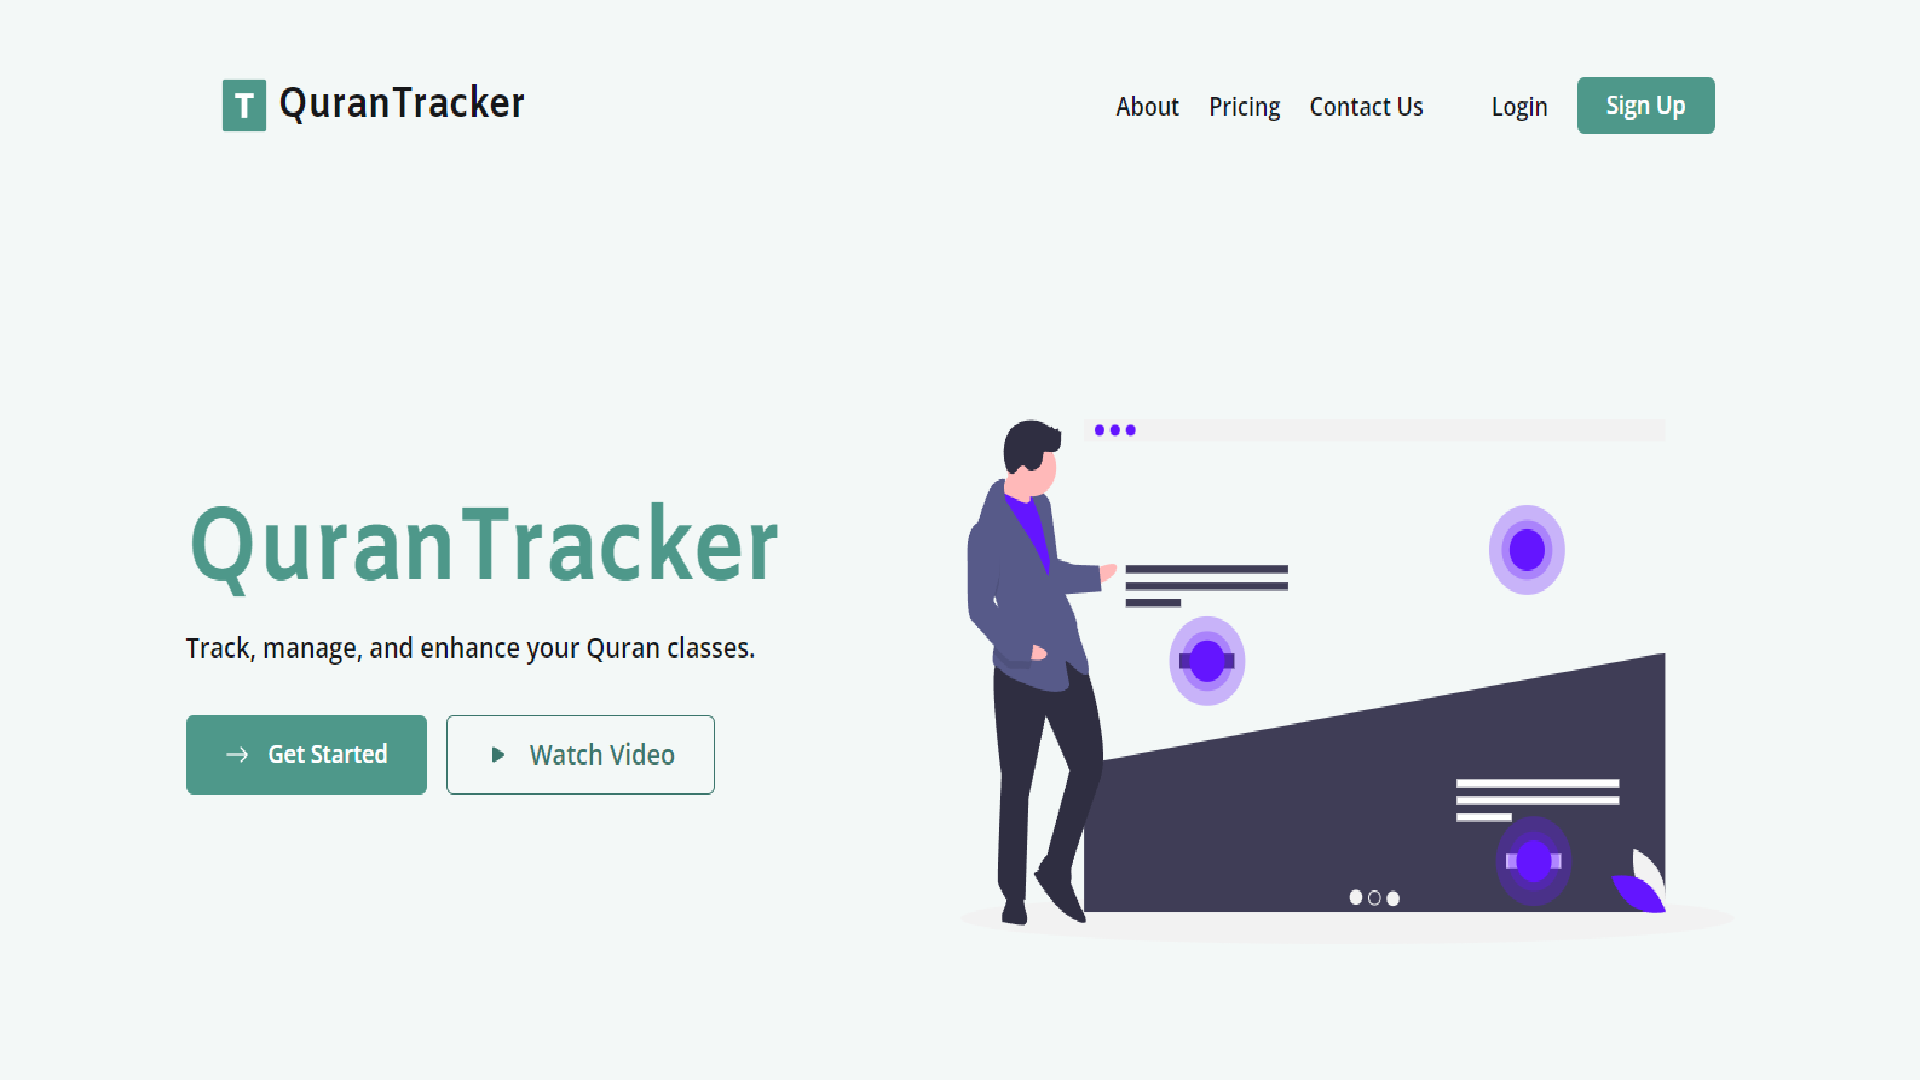 T QuranTracker
About Pricing Contact Us Login Sign Up
QuranTracker
Track, manage, and enhance your Quran classes.
Get Started Watch Video